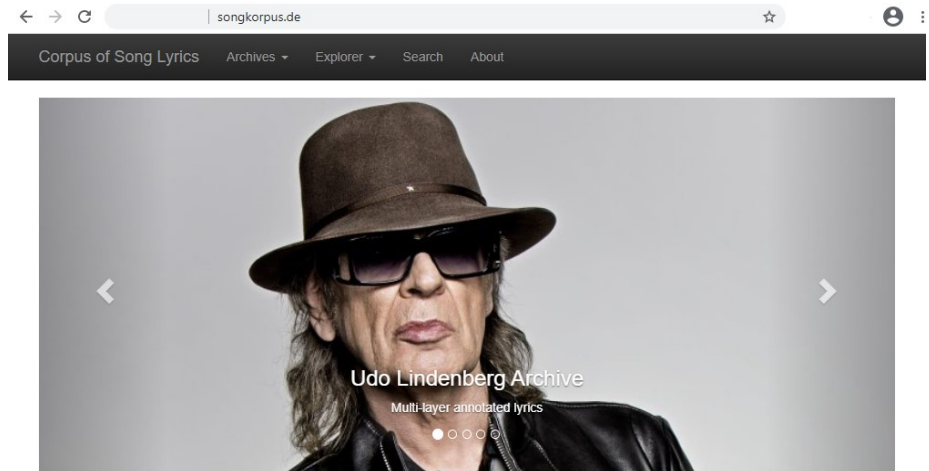 songkorpus.de
Corpus of Song Lyrics Archives Explorer Search About
Udo Lindenberg Archive
Multi-layer annotated lyrics